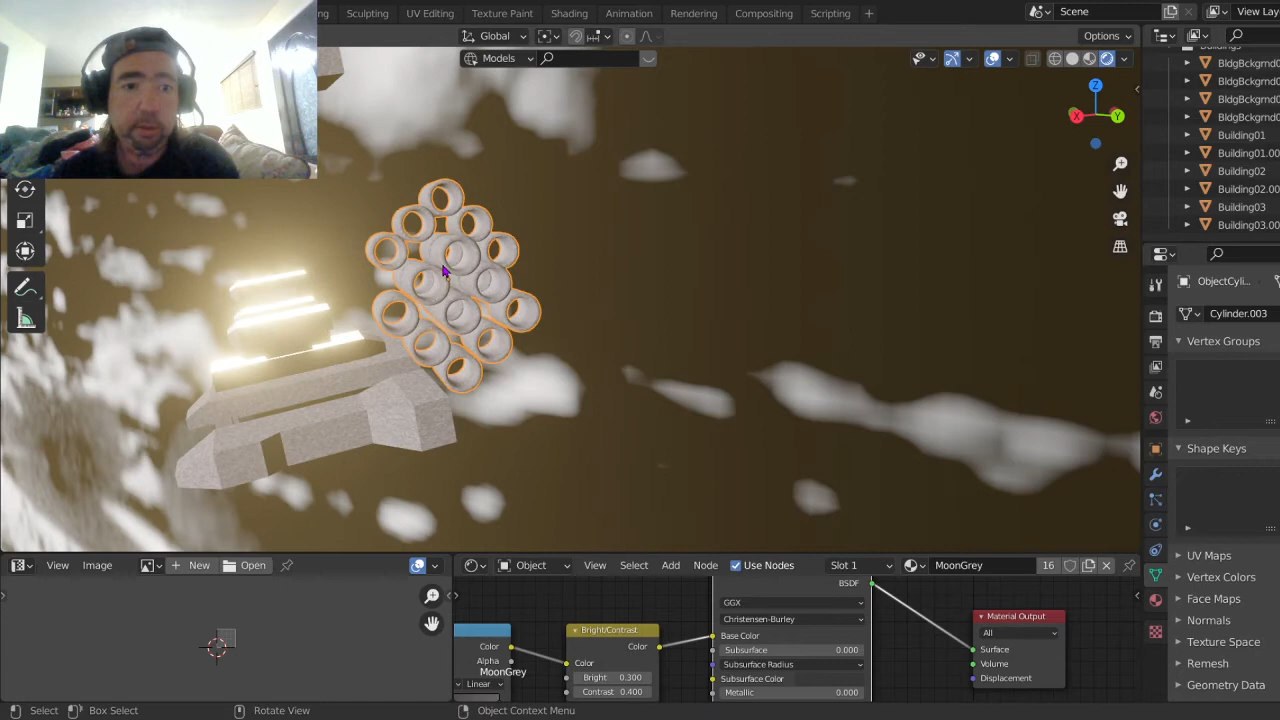 Sculpting UV Editing Texture Paint Shading Animation Rendering Compositing Scripting
Scene
View Lay
Global
Options
Models
Buildings
BldgBckgrnd0
BldgBckgrnd0
BldgBckgrnd0
BldgBckgrnd0
Building01
Building01.00
Building02
Building02.00
Building03
Building03.00
Z
X
Y
ObjectCyli...
Cylinder.003
Vertex Groups
Shape Keys
UV Maps
Vertex Colors
Face Maps
Normals
Texture Space
Remesh
Geometry Data
View Image New Open
Object View Select Add Node Use Nodes Slot 1 MoonGrey 16
BSDF
GGX
Christensen-Burley
Base Color
Subsurface 0.000
Subsurface Radius
Subsurface Color
Metallic 0.000
Material Output
All
Surface
Volume
Displacement
Bright/Contrast
Color
Color
Bright 0.300
Contrast 0.400
Color
Alpha
Linear
MoonGrey
Select Box Select Rotate View Object Context Menu